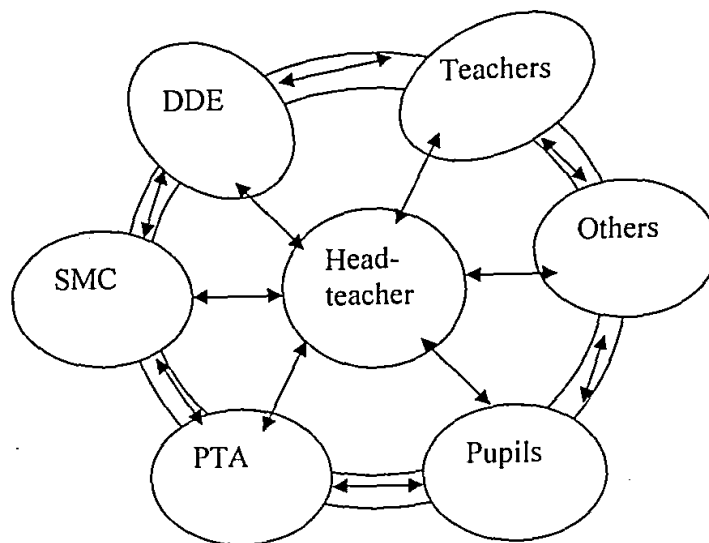 Teachers
DDE
Others
Head-
teacher
SMC
PTA
Pupils